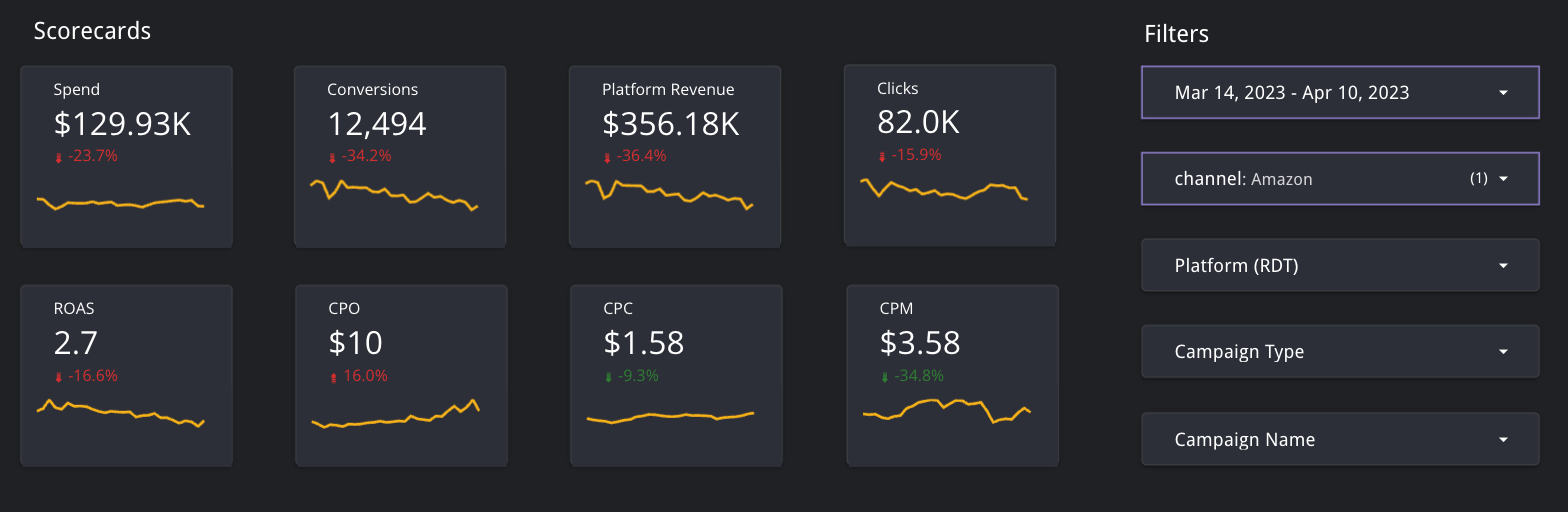 Scorecards
Spend
$129.93K
-23.7%
Conversions
12,494
-34.2%
Platform Revenue
$356.18K
-36.4%
Clicks
82.0K
-15.9%
ROAS
2.7
-16.6%
CPO
$10
16.0%
CPC
$1.58
-9.3%
CPM
$3.58
-34.8%
Filters
Mar 14, 2023 - Apr 10, 2023
channel: Amazon (1)
Platform (RDT)
Campaign Type
Campaign Name